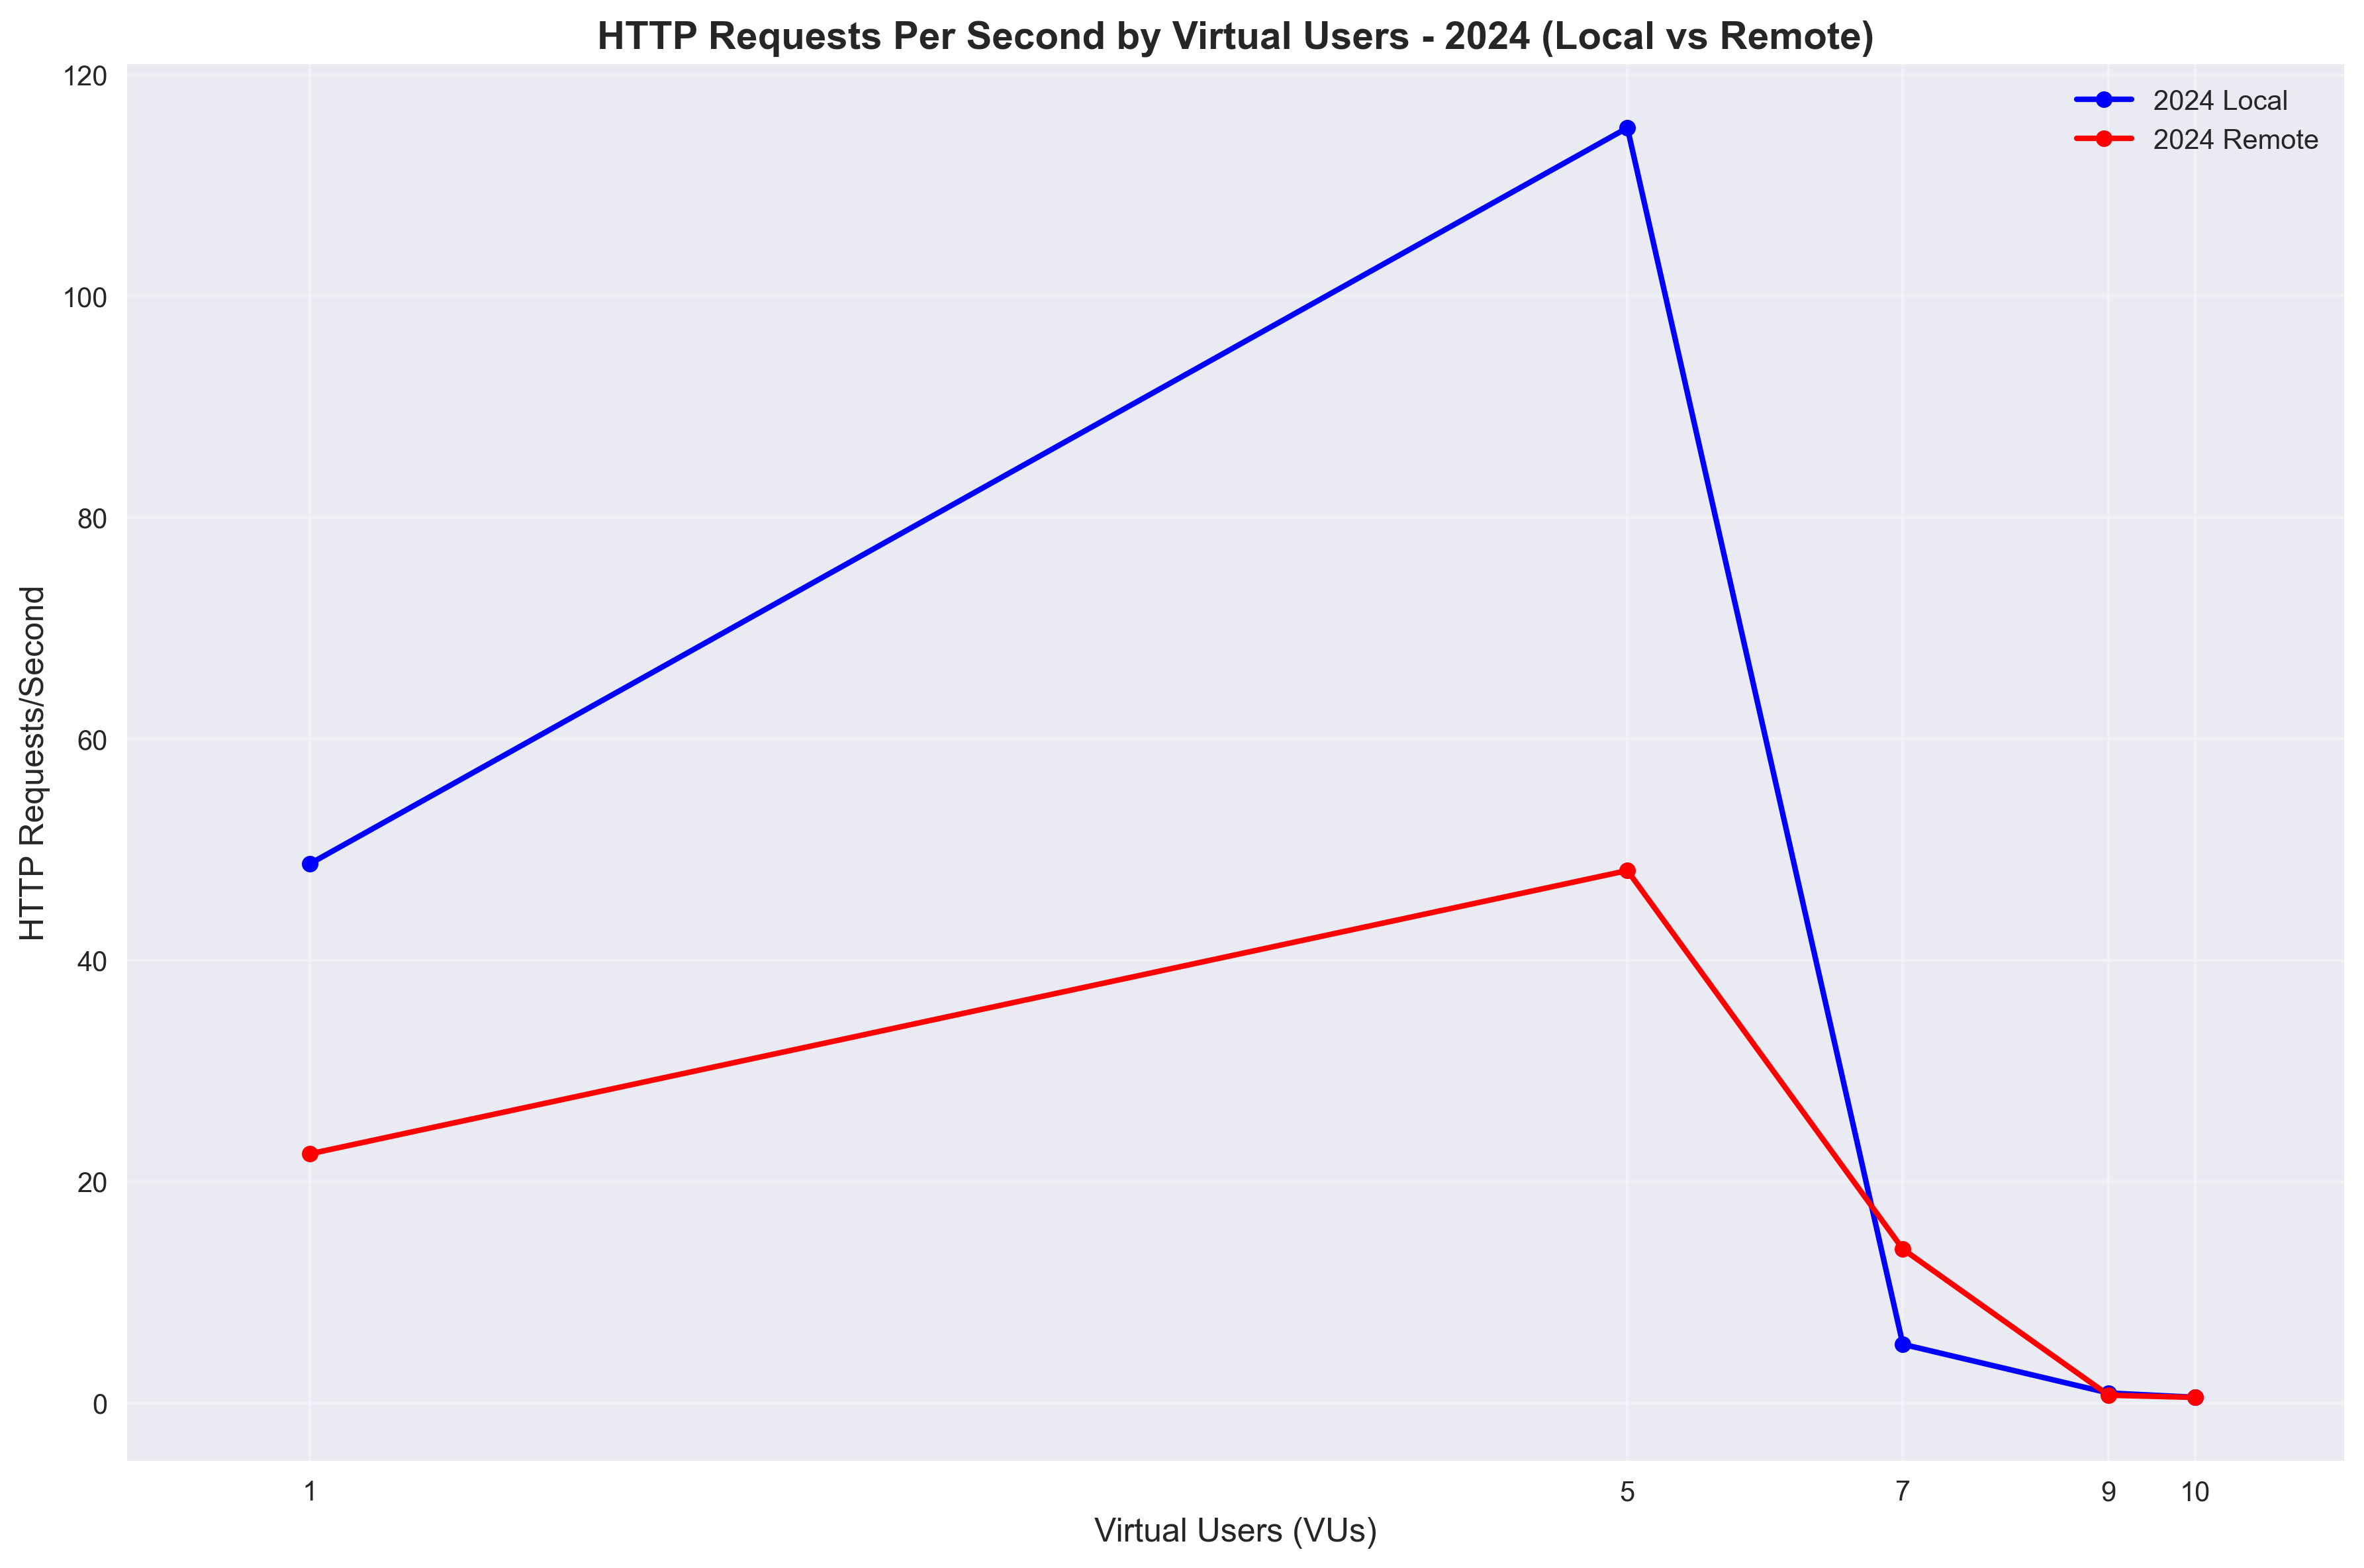 HTTP Requests Per Second by Virtual Users - 2024 (Local vs Remote)
2024 Local
2024 Remote
HTTP Requests/Second
120
100
80
60
40
20
0
1 5 7 9 10
Virtual Users (VUs)